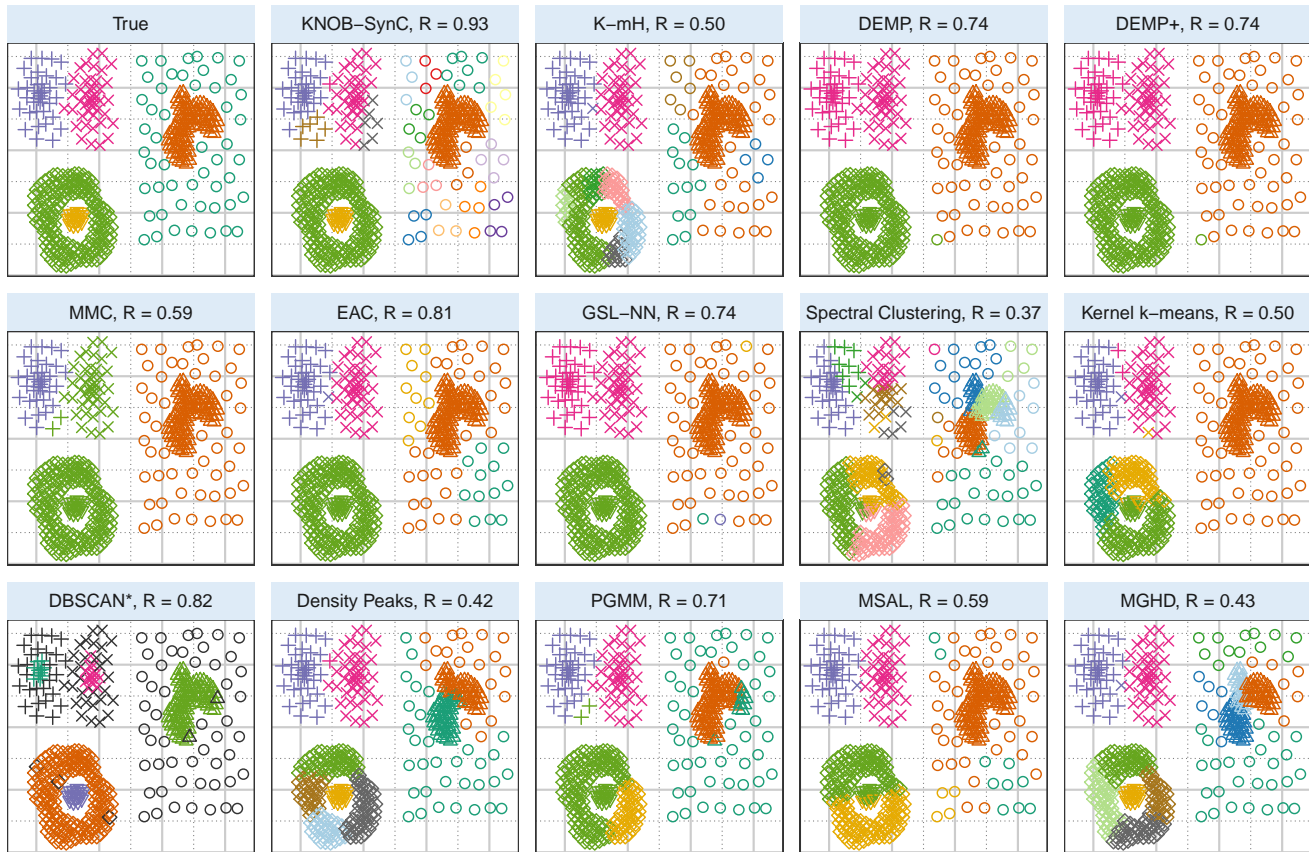 True
KNOB−SynC, R = 0.93
K−mH, R = 0.50
DEMP, R = 0.74
DEMP+, R = 0.74
MMC, R = 0.59
EAC, R = 0.81
GSL−NN, R = 0.74
Spectral Clustering, R = 0.37
Kernel k−means, R = 0.50
DBSCAN*, R = 0.82
Density Peaks, R = 0.42
PGMM, R = 0.71
MSAL, R = 0.59
MGHD, R = 0.43